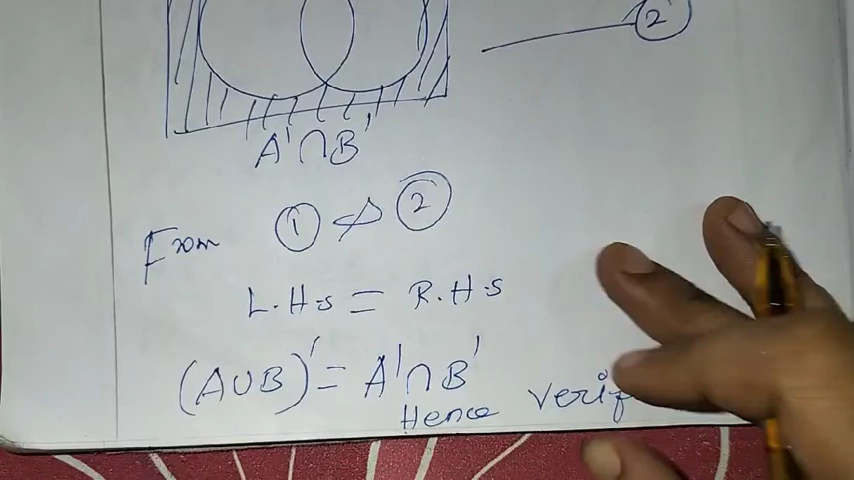 2
A'∩B'
From ① & ②
L.H.S = R.H.S
(A∪B)' = A'∩B'
Hence